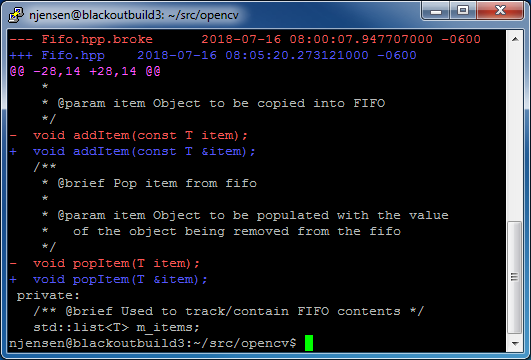 njensen@blackoutbuild3: ~/src/opencv
--- Fifo.hpp.broke      2018-07-16 08:00:07.947707000 -0600
+++ Fifo.hpp    2018-07-16 08:05:20.273121000 -0600
@@ -28,14 +28,14 @@
    *
    * @param item Object to be copied into FIFO
    */
-  void addItem(const T item);
+  void addItem(const T &item);
   /**
    * @brief Pop item from fifo
    *
    * @param item Object to be populated with the value
    *   of the object being removed from the fifo
    */
-  void popItem(T item);
+  void popItem(T &item);
 private:
   /** @brief Used to track/contain FIFO contents */
   std::list<T> m_items;
njensen@blackoutbuild3:~/src/opencv$